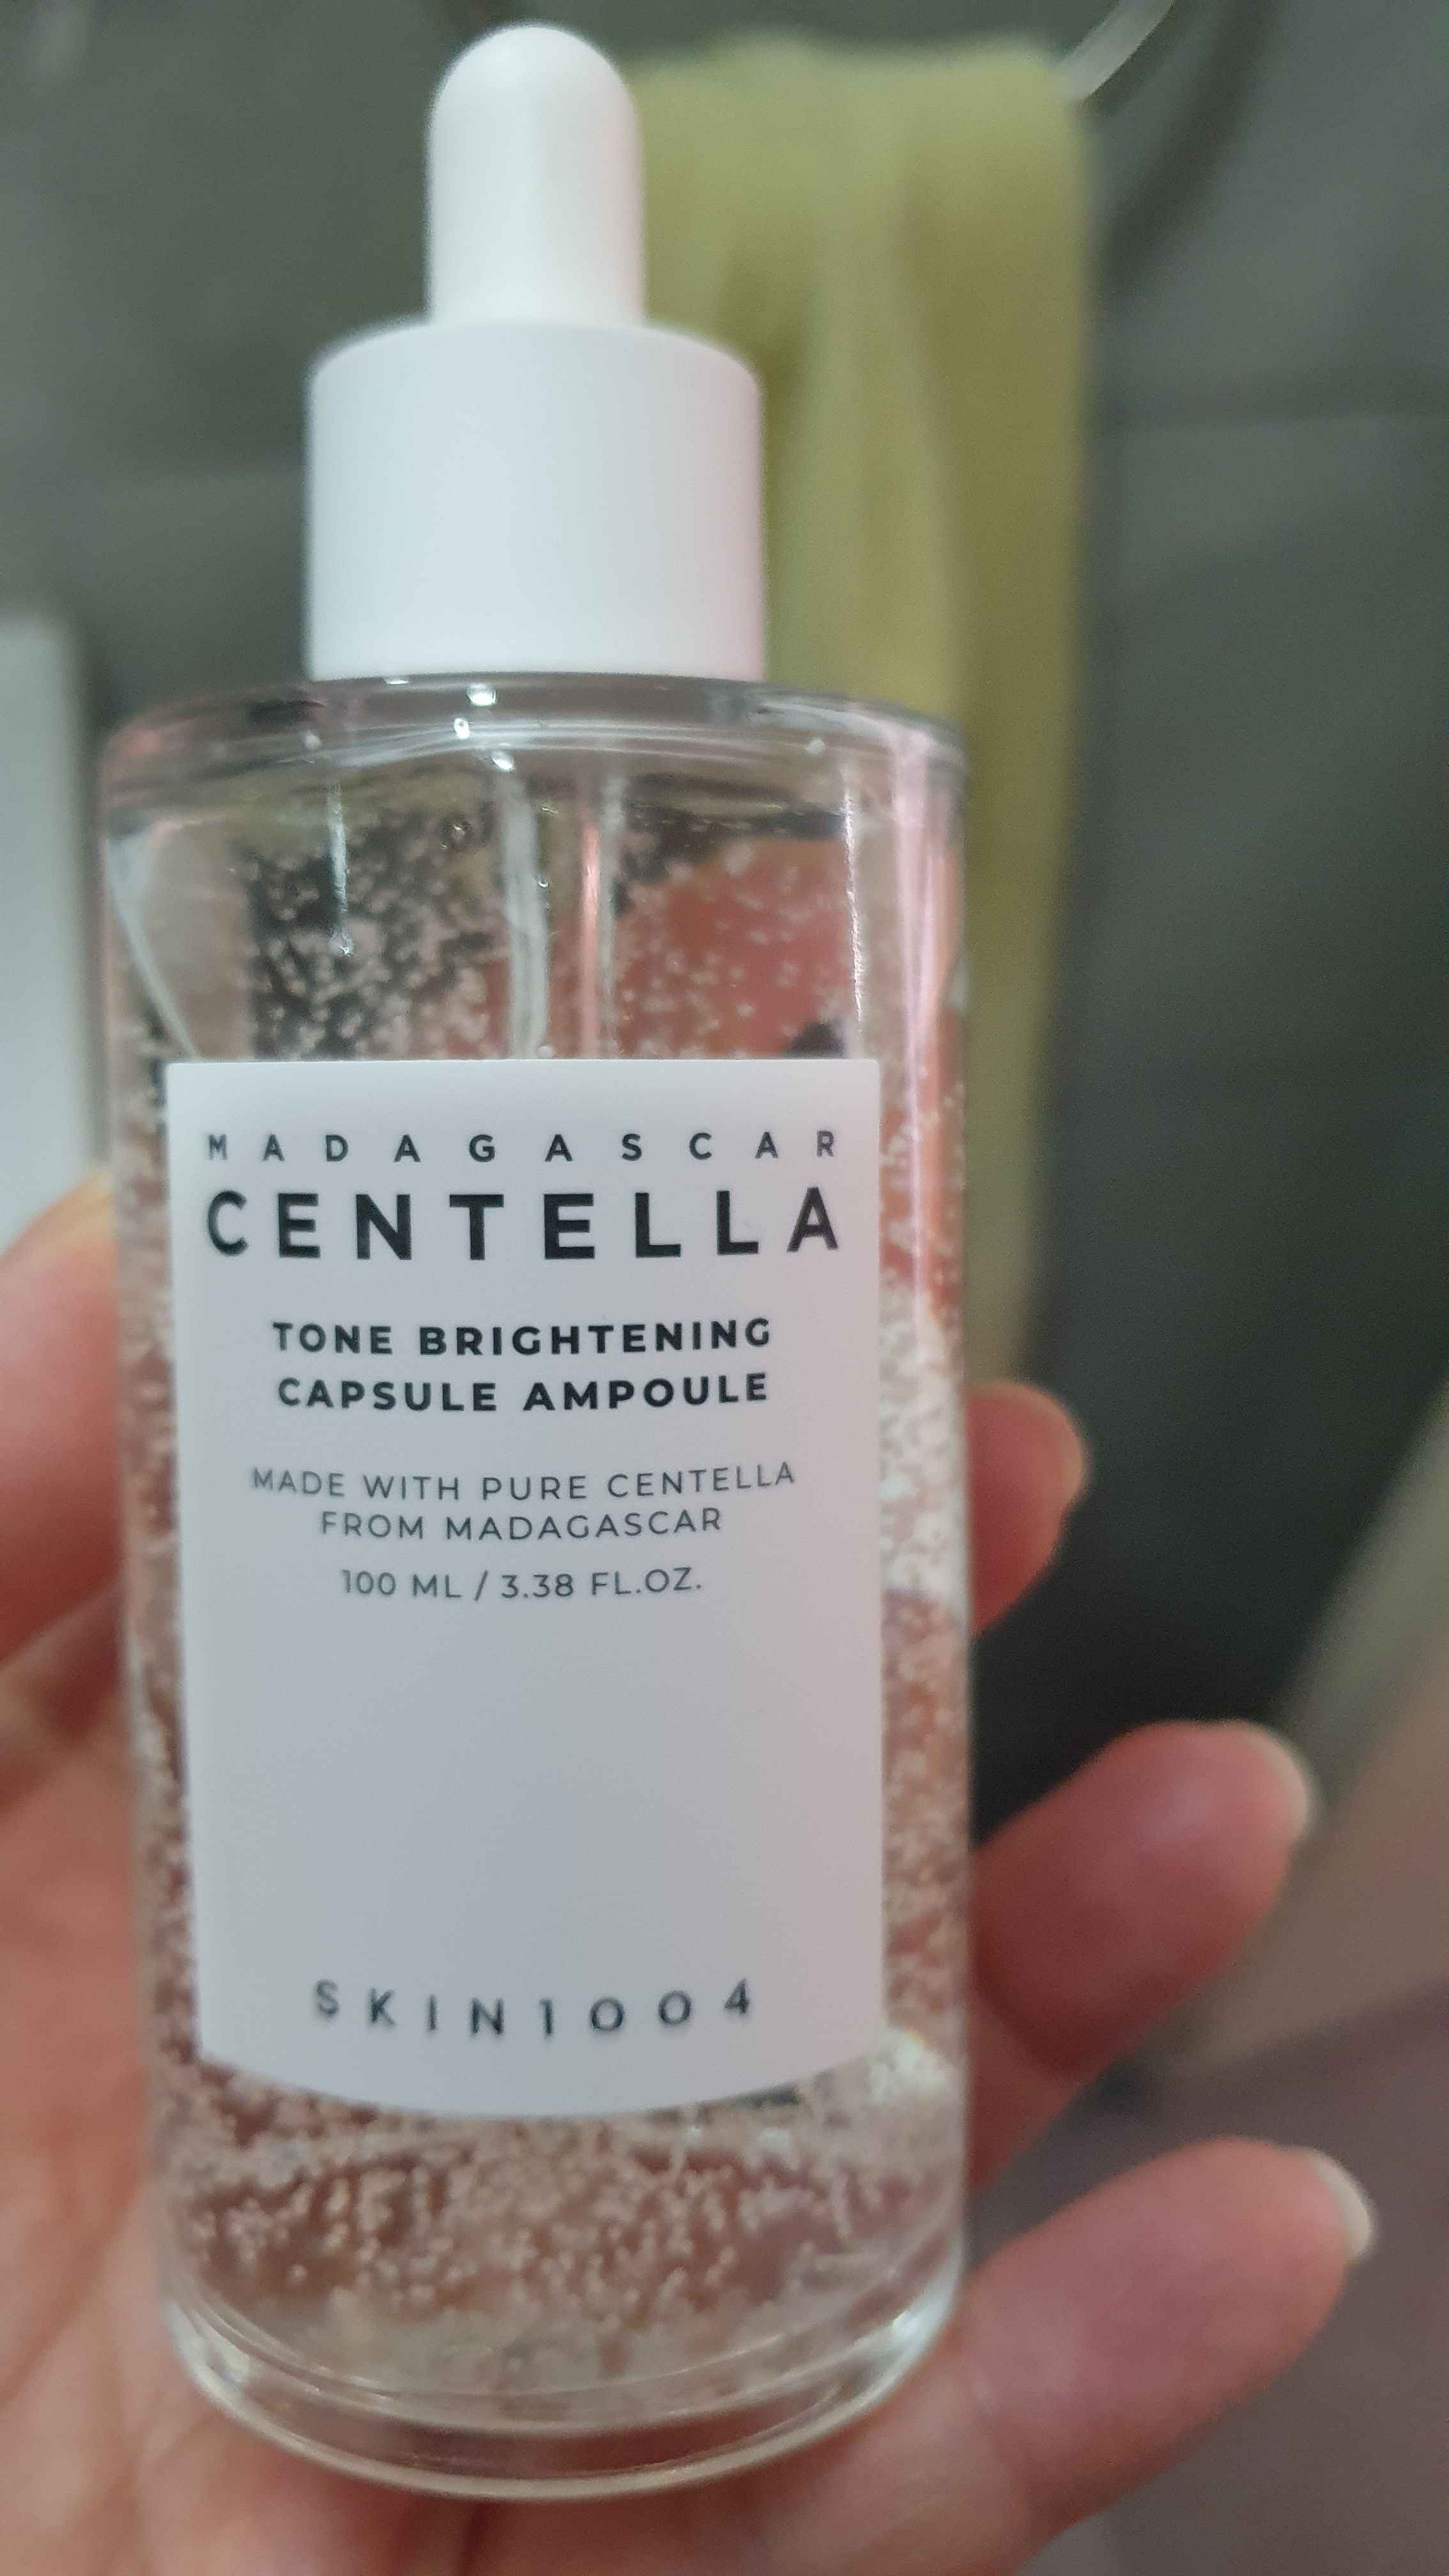 MADAGASCAR
CENTELLA
TONE BRIGHTENING
CAPSULE AMPOULE
MADE WITH PURE CENTELLA
FROM MADAGASCAR
100 ML / 3.38 FL.OZ.
SKIN1004